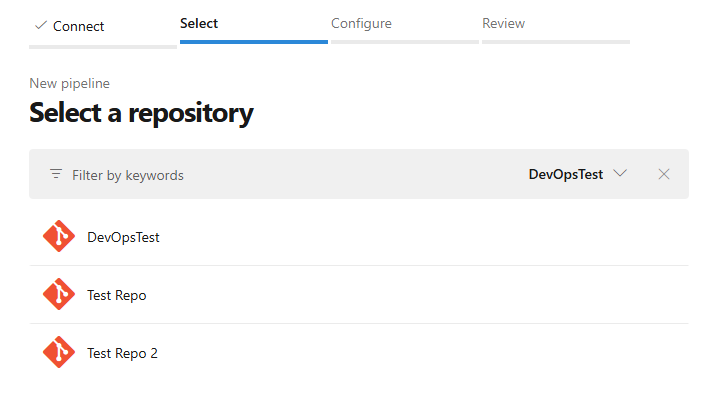 Connect Select Configure Review
New pipeline
Select a repository
Filter by keywords DevOpsTest
DevOpsTest
Test Repo
Test Repo 2